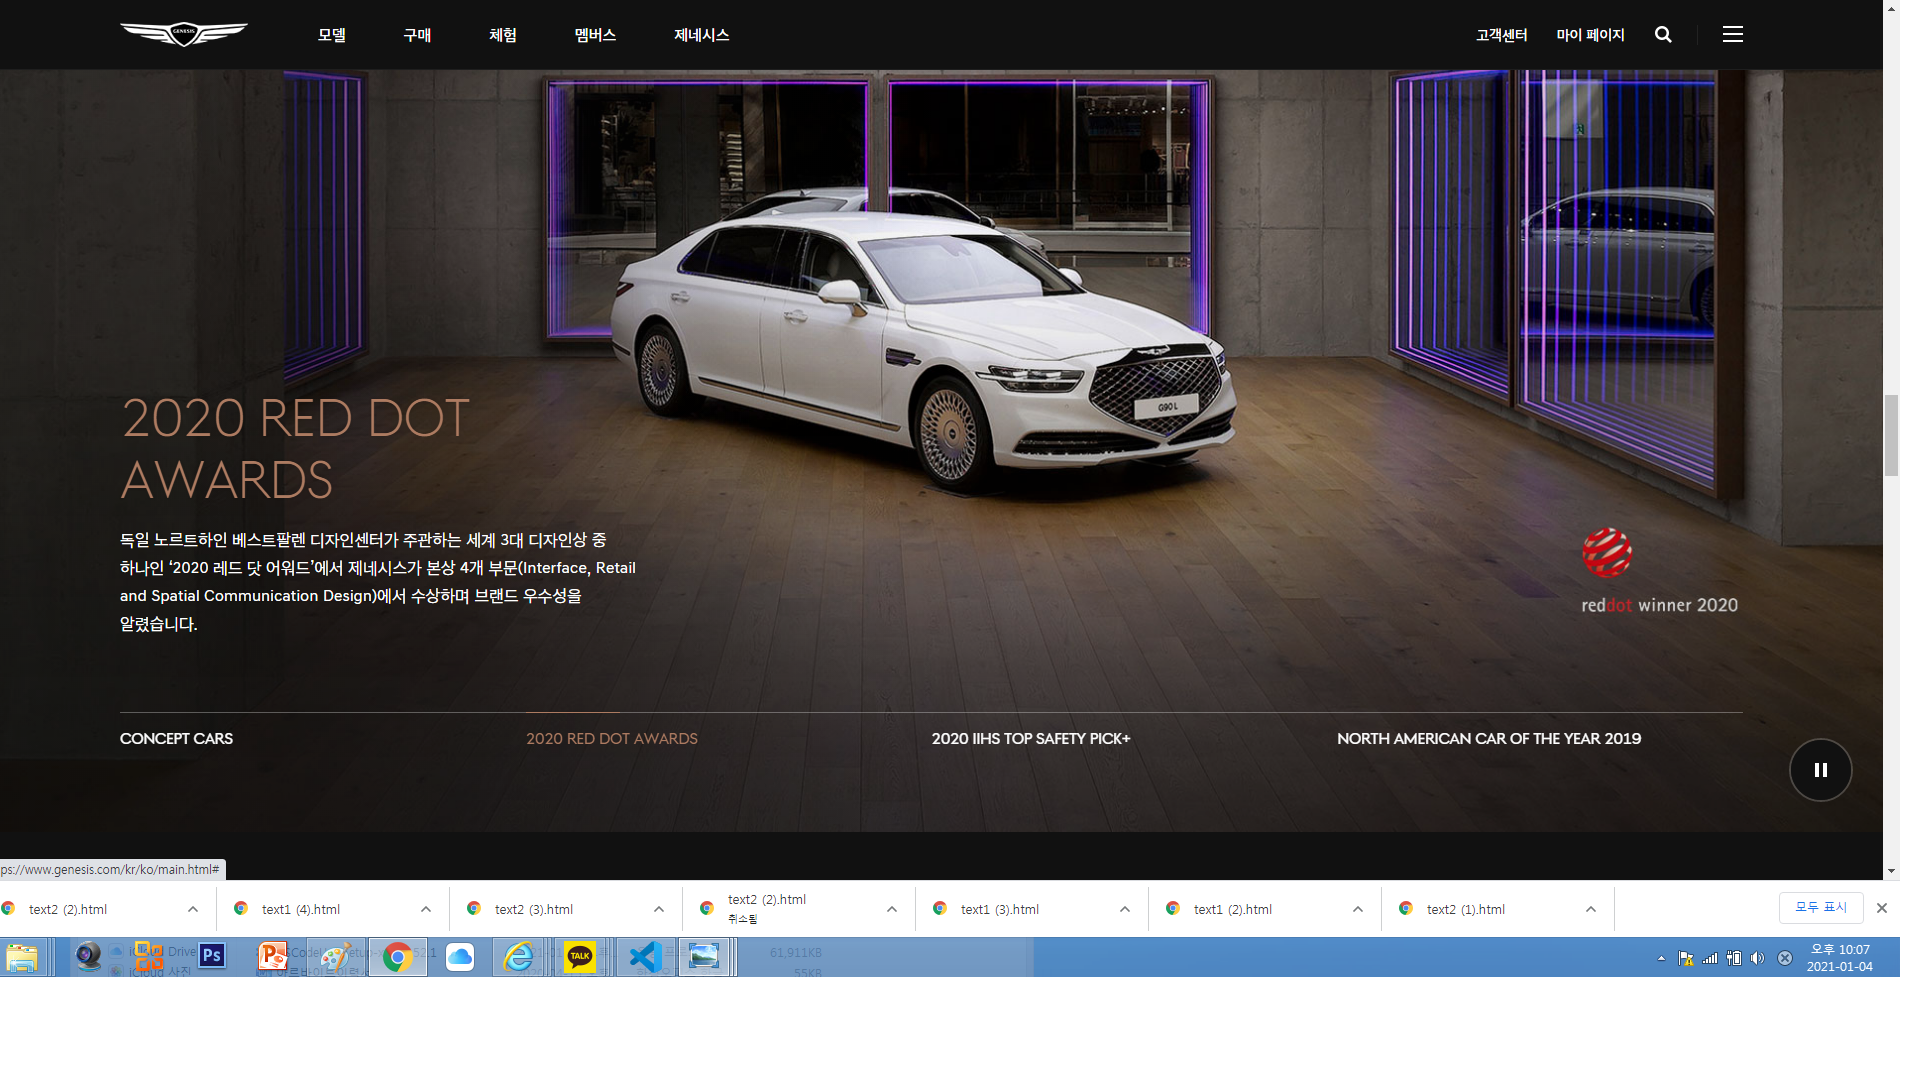 GENESIS
모델
구매
체험
멤버스
제네시스
고객센터
마이 페이지
G90 L
2020 RED DOT
AWARDS
독일 노르트하인 베스트팔렌 디자인센터가 주관하는 세계 3대 디자인상 중
하나인 ‘2020 레드 닷 어워드’에서 제네시스가 본상 4개 부문(Interface, Retail
and Spatial Communication Design)에서 수상하며 브랜드 우수성을
알렸습니다.
reddot winner 2020
CONCEPT CARS
2020 RED DOT AWARDS
2020 IIHS TOP SAFETY PICK+
NORTH AMERICAN CAR OF THE YEAR 2019
ps://www.genesis.com/kr/ko/main.html#
text2 (2).html
text1 (4).html
text2 (3).html
text2 (2).html
취소됨
text1 (3).html
text1 (2).html
text2 (1).html
모두 표시
iCloud Drive
61,911KB
iCloud 사진
55KB
Ps
TALK
오후 10:07
2021-01-04